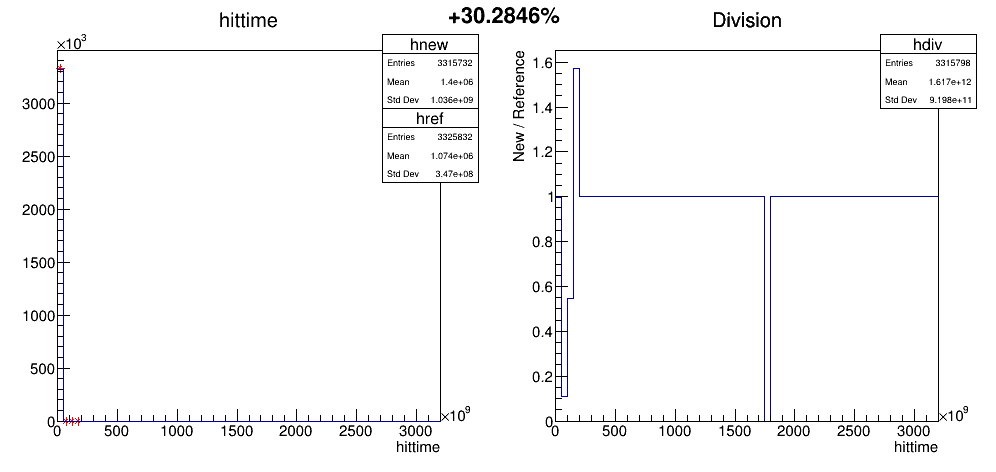 +30.2846%
hittime
×10³
hnew
Entries 3315732
Mean 1.4e+06
Std Dev 1.036e+09
href
Entries 3325832
Mean 1.074e+06
Std Dev 3.47e+08
3000
2500
2000
1500
1000
500
0
0 500 1000 1500 2000 2500 3000
×10⁹
hittime
Division
hdiv
Entries 3315798
Mean 1.617e+12
Std Dev 9.198e+11
New / Reference
1.6
1.4
1.2
1
0.8
0.6
0.4
0.2
0
0 500 1000 1500 2000 2500 3000
×10⁹
hittime